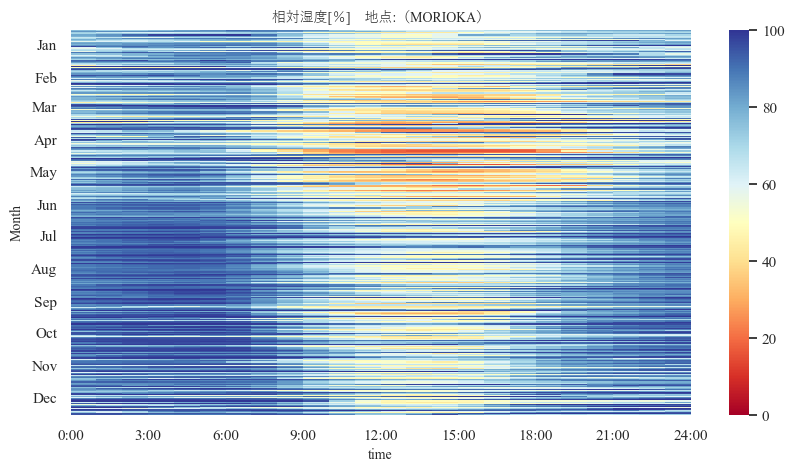 相対湿度[％]　地点:（MORIOKA）
Month
Jan
Feb
Mar
Apr
May
Jun
Jul
Aug
Sep
Oct
Nov
Dec
0:00 3:00 6:00 9:00 12:00 15:00 18:00 21:00 24:00
time
100
80
60
40
20
0